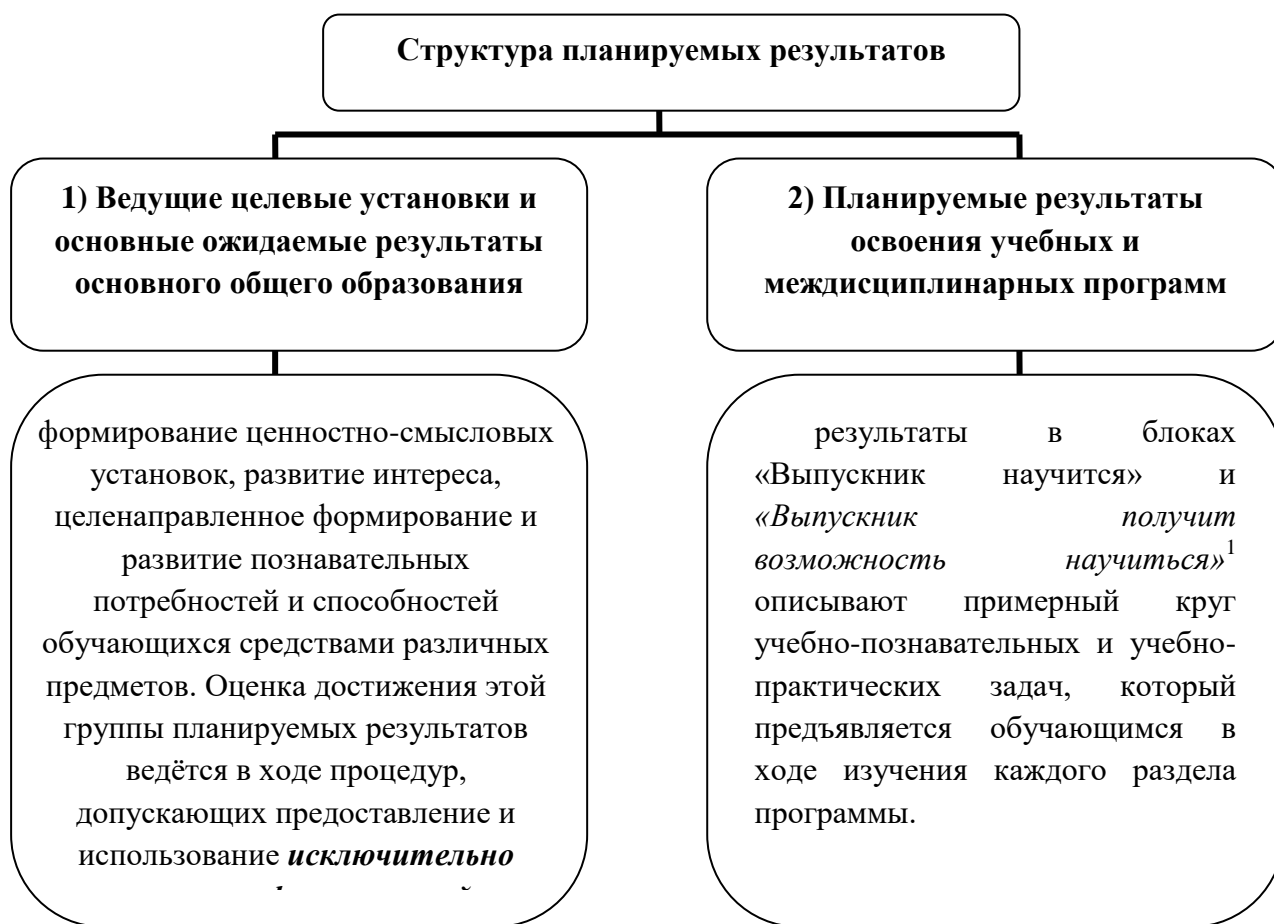 Структура планируемых результатов
1) Ведущие целевые установки и
основные ожидаемые результаты
основного общего образования
2) Планируемые результаты
освоения учебных и
междисциплинарных программ
формирование ценностно-смысловых
установок, развитие интереса,
целенаправленное формирование и
развитие познавательных
потребностей и способностей
обучающихся средствами различных
предметов. Оценка достижения этой
группы планируемых результатов
ведётся в ходе процедур,
допускающих предоставление и
использование исключительно
результаты в блоках
«Выпускник научится» и
«Выпускник получит
возможность научиться»1
описывают примерный круг
учебно-познавательных и учебно-
практических задач, который
предъявляется обучающимся в
ходе изучения каждого раздела
программы.